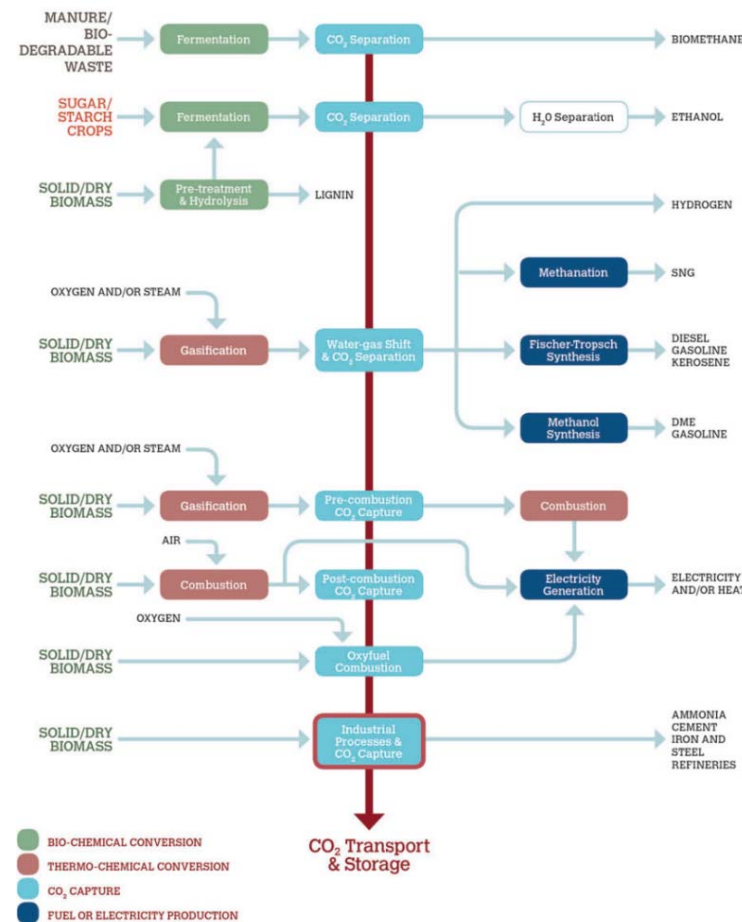 MANURE/
BIO-
DEGRADABLE
WASTE
Fermentation
CO₂ Separation
BIOMETHANE
SUGAR/
STARCH
CROPS
Fermentation
CO₂ Separation
H₂0 Separation
ETHANOL
SOLID/DRY
BIOMASS
Pre-treatment
& Hydrolysis
LIGNIN
HYDROGEN
Methanation
SNG
OXYGEN AND/OR STEAM
SOLID/DRY
BIOMASS
Gasification
Water-gas Shift
& CO₂ Separation
Fischer-Tropsch
Synthesis
DIESEL
GASOLINE
KEROSENE
Methanol
Synthesis
DME
GASOLINE
OXYGEN AND/OR STEAM
SOLID/DRY
BIOMASS
Gasification
Pre-combustion
CO₂ Capture
Combustion
AIR
SOLID/DRY
BIOMASS
Combustion
Post-combustion
CO₂ Capture
Electricity
Generation
ELECTRICITY
AND/OR HEAT
OXYGEN
SOLID/DRY
BIOMASS
Oxyfuel
Combustion
SOLID/DRY
BIOMASS
Industrial
Processes &
CO₂ Capture
AMMONIA
CEMENT
IRON AND
STEEL
REFINERIES
CO₂ Transport
& Storage
BIO-CHEMICAL CONVERSION
THERMO-CHEMICAL CONVERSION
CO₂ CAPTURE
FUEL OR ELECTRICITY PRODUCTION